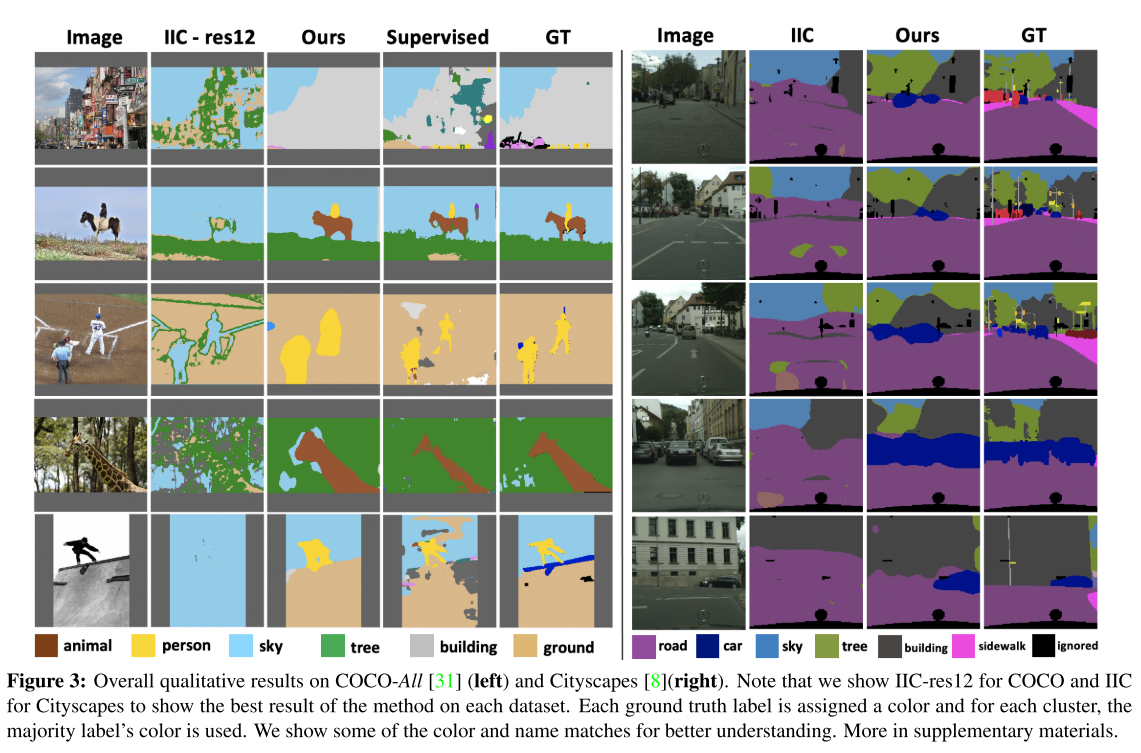 Image IIC - res12 Ours Supervised GT
Image IIC Ours GT
animal person sky tree building ground
road car sky tree building sidewalk ignored
Figure 3: Overall qualitative results on COCO-All [31] (left) and Cityscapes [8](right). Note that we show IIC-res12 for COCO and IIC
for Cityscapes to show the best result of the method on each dataset. Each ground truth label is assigned a color and for each cluster, the
majority label's color is used. We show some of the color and name matches for better understanding. More in supplementary materials.